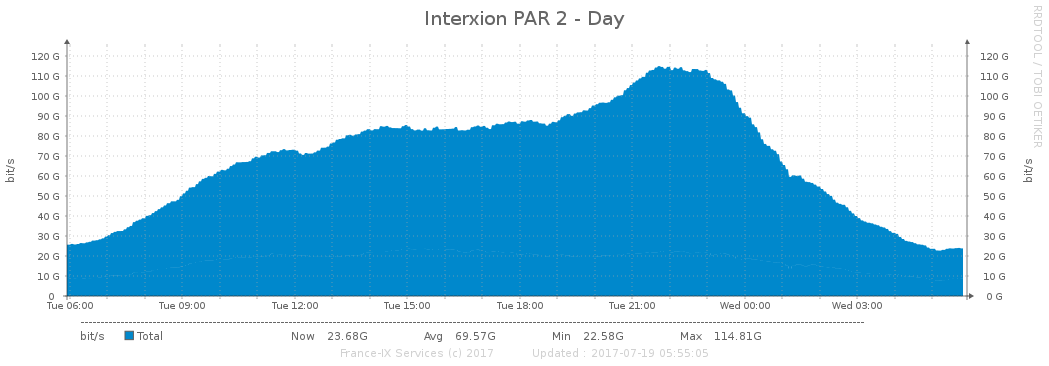 Interxion PAR 2 - Day
RRDTOOL / TOBI OETIKER
bit/s
120 G 120 G
110 G 110 G
100 G 100 G
90 G 90 G
80 G 80 G
70 G 70 G
60 G 60 G
50 G 50 G
40 G 40 G
30 G 30 G
20 G 20 G
10 G 10 G
0 0 G
bit/s
Tue 06:00 Tue 09:00 Tue 12:00 Tue 15:00 Tue 18:00 Tue 21:00 Wed 00:00 Wed 03:00
bit/s Total Now 23.68G Avg 69.57G Min 22.58G Max 114.81G
France-IX Services (c) 2017 Updated : 2017-07-19 05:55:05